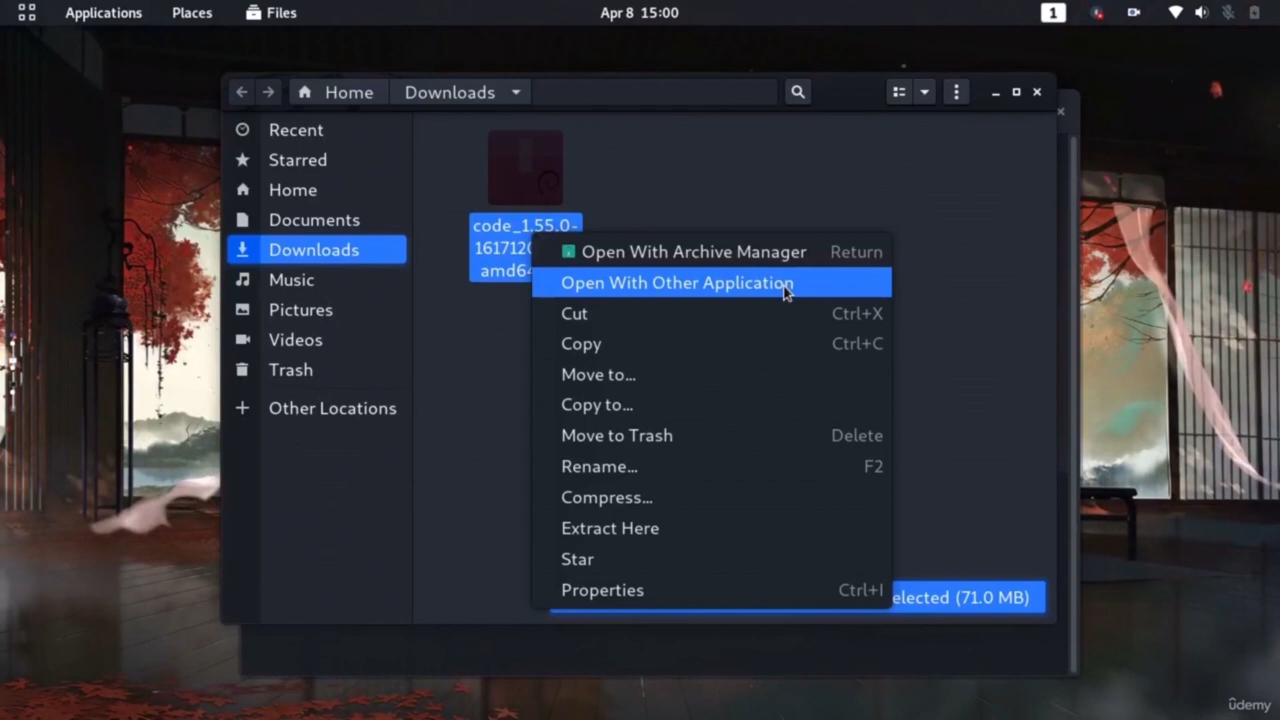 Applications Places Files Apr 8 15:00 1
Home Downloads
Recent
Starred
Home
Documents
Downloads
Music
Pictures
Videos
Trash
Other Locations
code_1.55.0-
161712
amd64
Open With Archive Manager Return
Open With Other Application
Cut Ctrl+X
Copy Ctrl+C
Move to...
Copy to...
Move to Trash Delete
Rename... F2
Compress...
Extract Here
Star
Properties Ctrl+I
elected (71.0 MB)
ûdemy